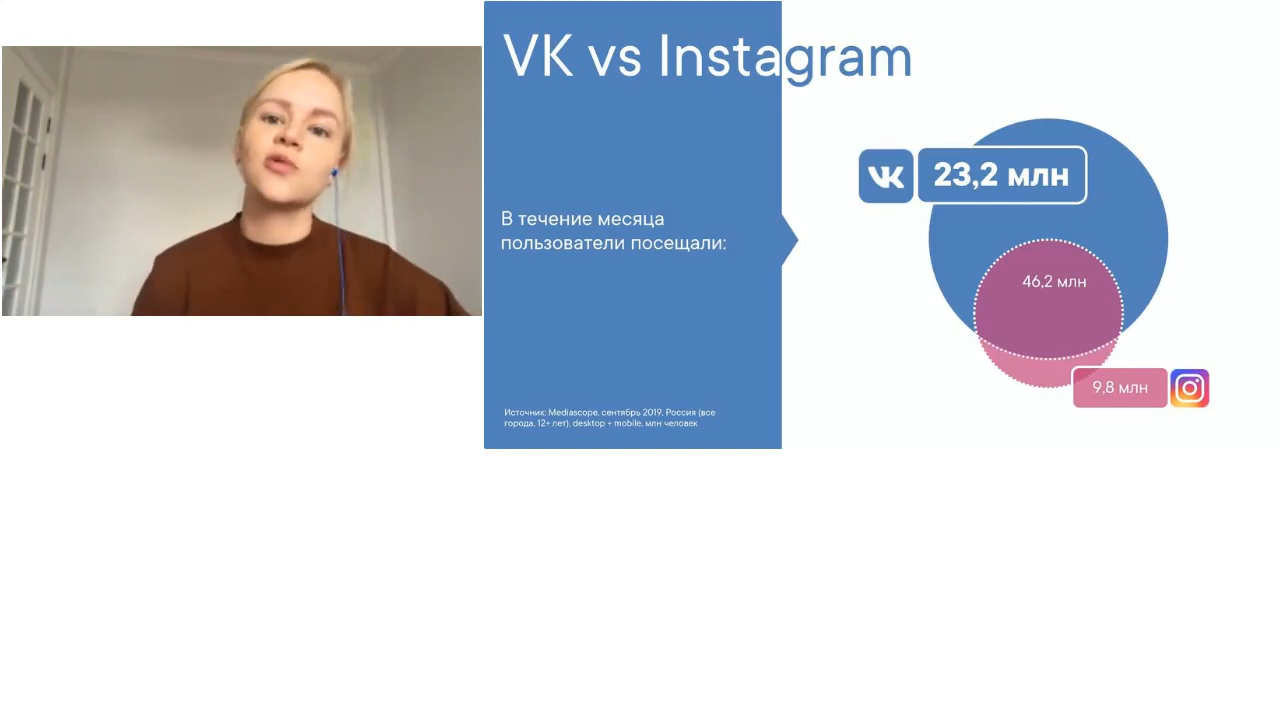 VK vs Instagram
23,2 млн
В течение месяца
пользователи посещали:
46,2 млн
9,8 млн
Источник: Mediascope, сентябрь 2019, Россия (все
города, 12+ лет), desktop + mobile, млн человек